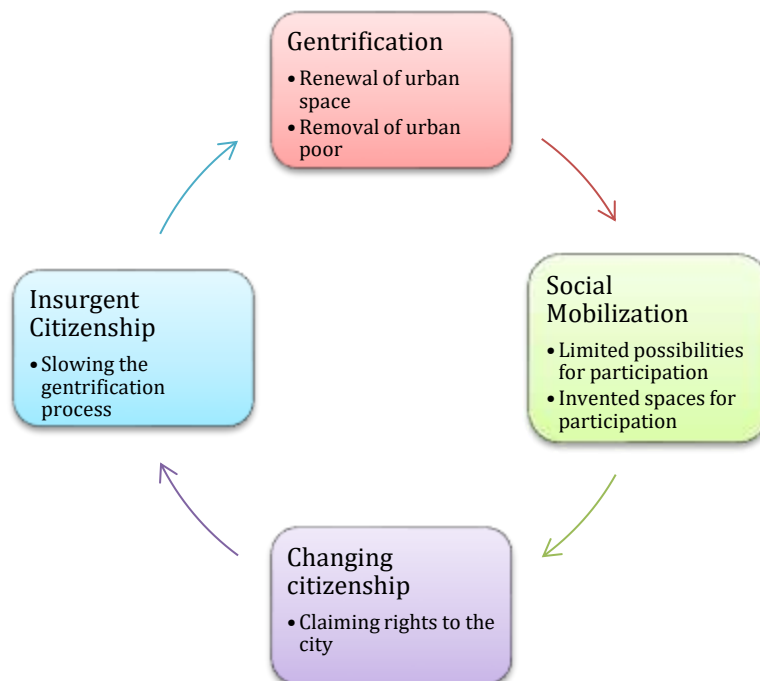 Gentrification
• Renewal of urban
space
• Removal of urban
poor
Social
Mobilization
• Limited possibilities
for participation
• Invented spaces for
participation
Changing
citizenship
• Claiming rights to the
city
Insurgent
Citizenship
• Slowing the
gentrification
process